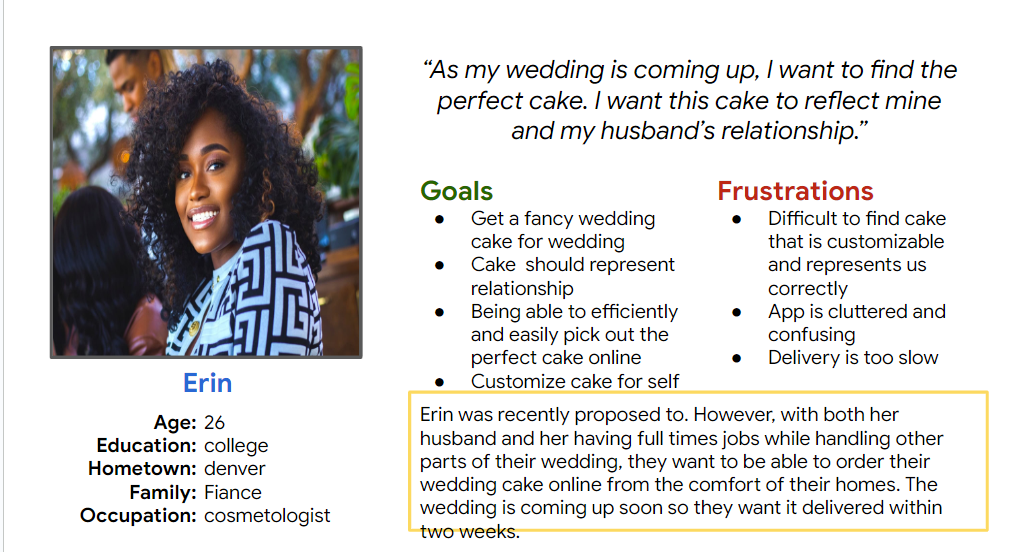 “As my wedding is coming up, I want to find the
perfect cake. I want this cake to reflect mine
and my husband’s relationship.”
Goals
● Get a fancy wedding
cake for wedding
● Cake  should represent
relationship
● Being able to efficiently
and easily pick out the
perfect cake online
● Customize cake for self
Frustrations
● Difficult to find cake
that is customizable
and represents us
correctly
● App is cluttered and
confusing
● Delivery is too slow
Erin
Age: 26
Education: college
Hometown: denver
Family: Fiance
Occupation: cosmetologist
Erin was recently proposed to. However, with both her
husband and her having full times jobs while handling other
parts of their wedding, they want to be able to order their
wedding cake online from the comfort of their homes. The
wedding is coming up soon so they want it delivered within
two weeks.